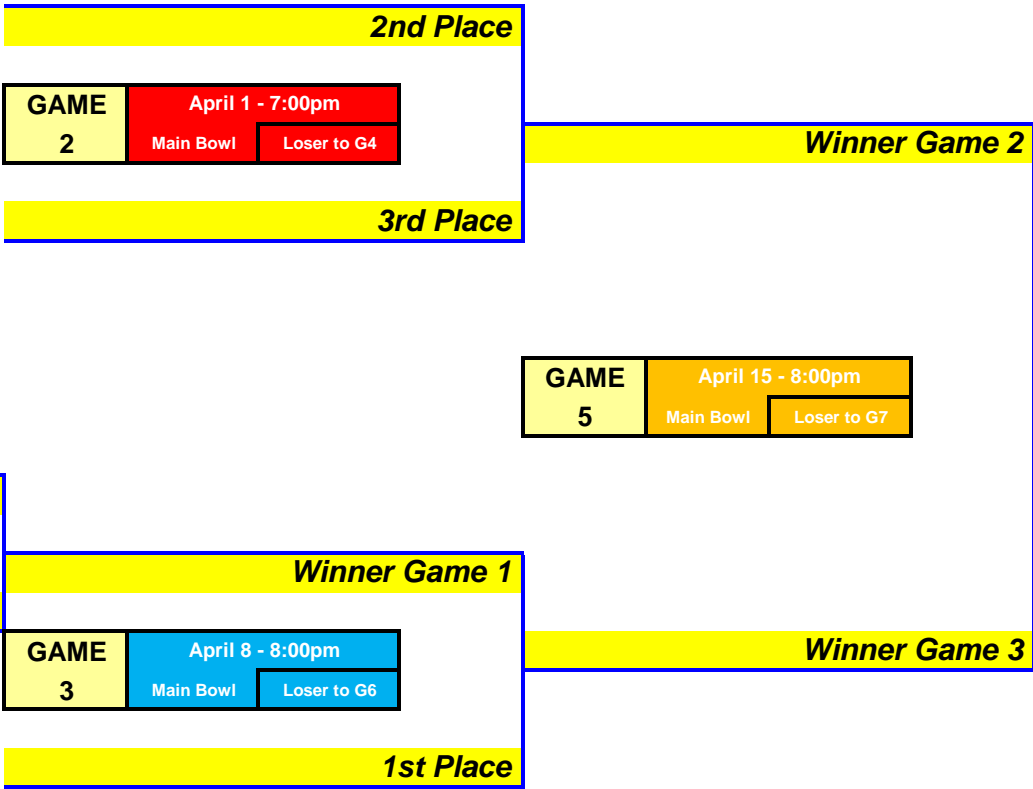 2nd Place
GAME
2
April 1 - 7:00pm
Main Bowl
Loser to G4
Winner Game 2
3rd Place
GAME
5
April 15 - 8:00pm
Main Bowl
Loser to G7
Winner Game 1
GAME
3
April 8 - 8:00pm
Main Bowl
Loser to G6
Winner Game 3
1st Place